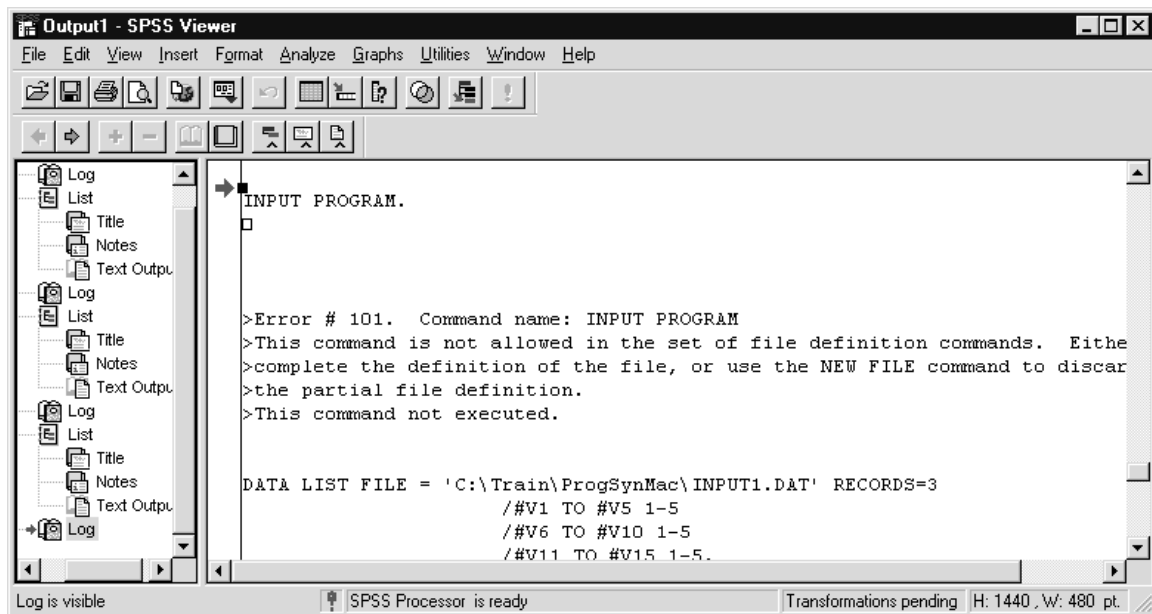 Output1 - SPSS Viewer
File Edit View Insert Format Analyze Graphs Utilities Window Help
Log
List
Title
Notes
Text Outpu
Log
List
Title
Notes
Text Outpu
Log
List
Title
Notes
Text Outpu
Log
INPUT PROGRAM.
>Error # 101. Command name: INPUT PROGRAM
>This command is not allowed in the set of file definition commands. Eithe
>complete the definition of the file, or use the NEW FILE command to discar
>the partial file definition.
>This command not executed.
DATA LIST FILE = 'C:\Train\ProgSynMac\INPUT1.DAT' RECORDS=3
/#V1 TO #V5 1-5
/#V6 TO #V10 1-5
/#V11 TO #V15 1-5.
Log is visible
SPSS Processor is ready
Transformations pending
H: 1440 , W: 480 pt.